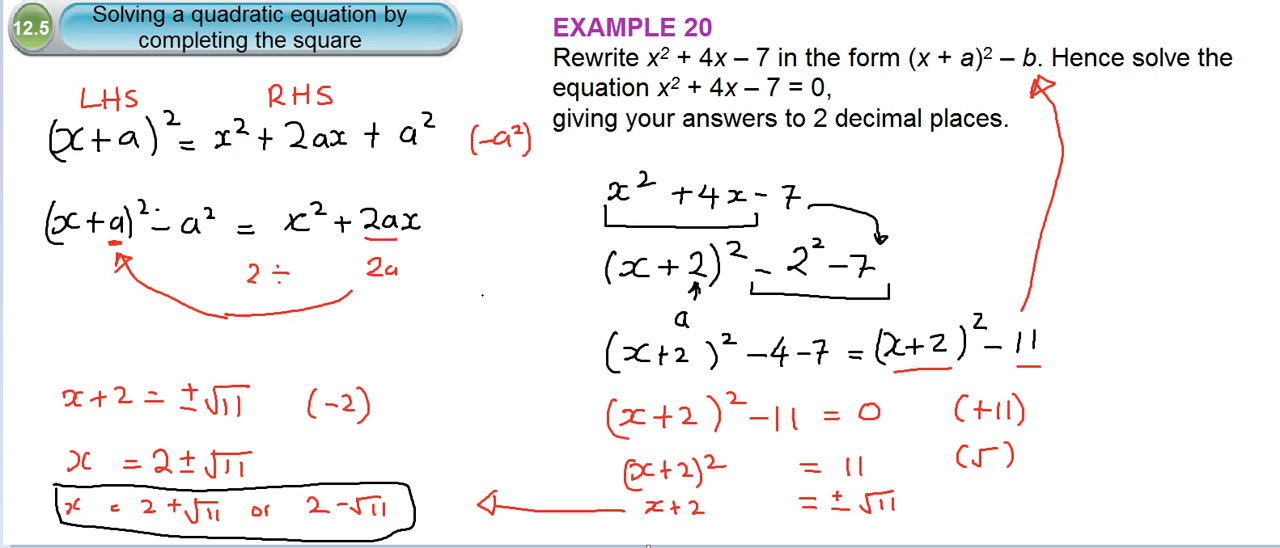 12.5
Solving a quadratic equation by
completing the square
LHS RHS
(x+a)² = x² + 2ax + a² (-a²)
(x+a)² - a² = x² + 2ax
2 ÷ 2a
x+2 = ±√11 (-2)
x = 2 ± √11
x = 2 + √11 or 2 - √11
EXAMPLE 20
Rewrite x² + 4x – 7 in the form (x + a)² – b. Hence solve the
equation x² + 4x – 7 = 0,
giving your answers to 2 decimal places.
x² + 4x - 7
(x + 2)² - 2² - 7
a
(x+2)² - 4 - 7 = (x+2)² - 11
(x+2)² - 11 = 0 (+11)
(x+2)² = 11 (√)
x+2 = ±√11